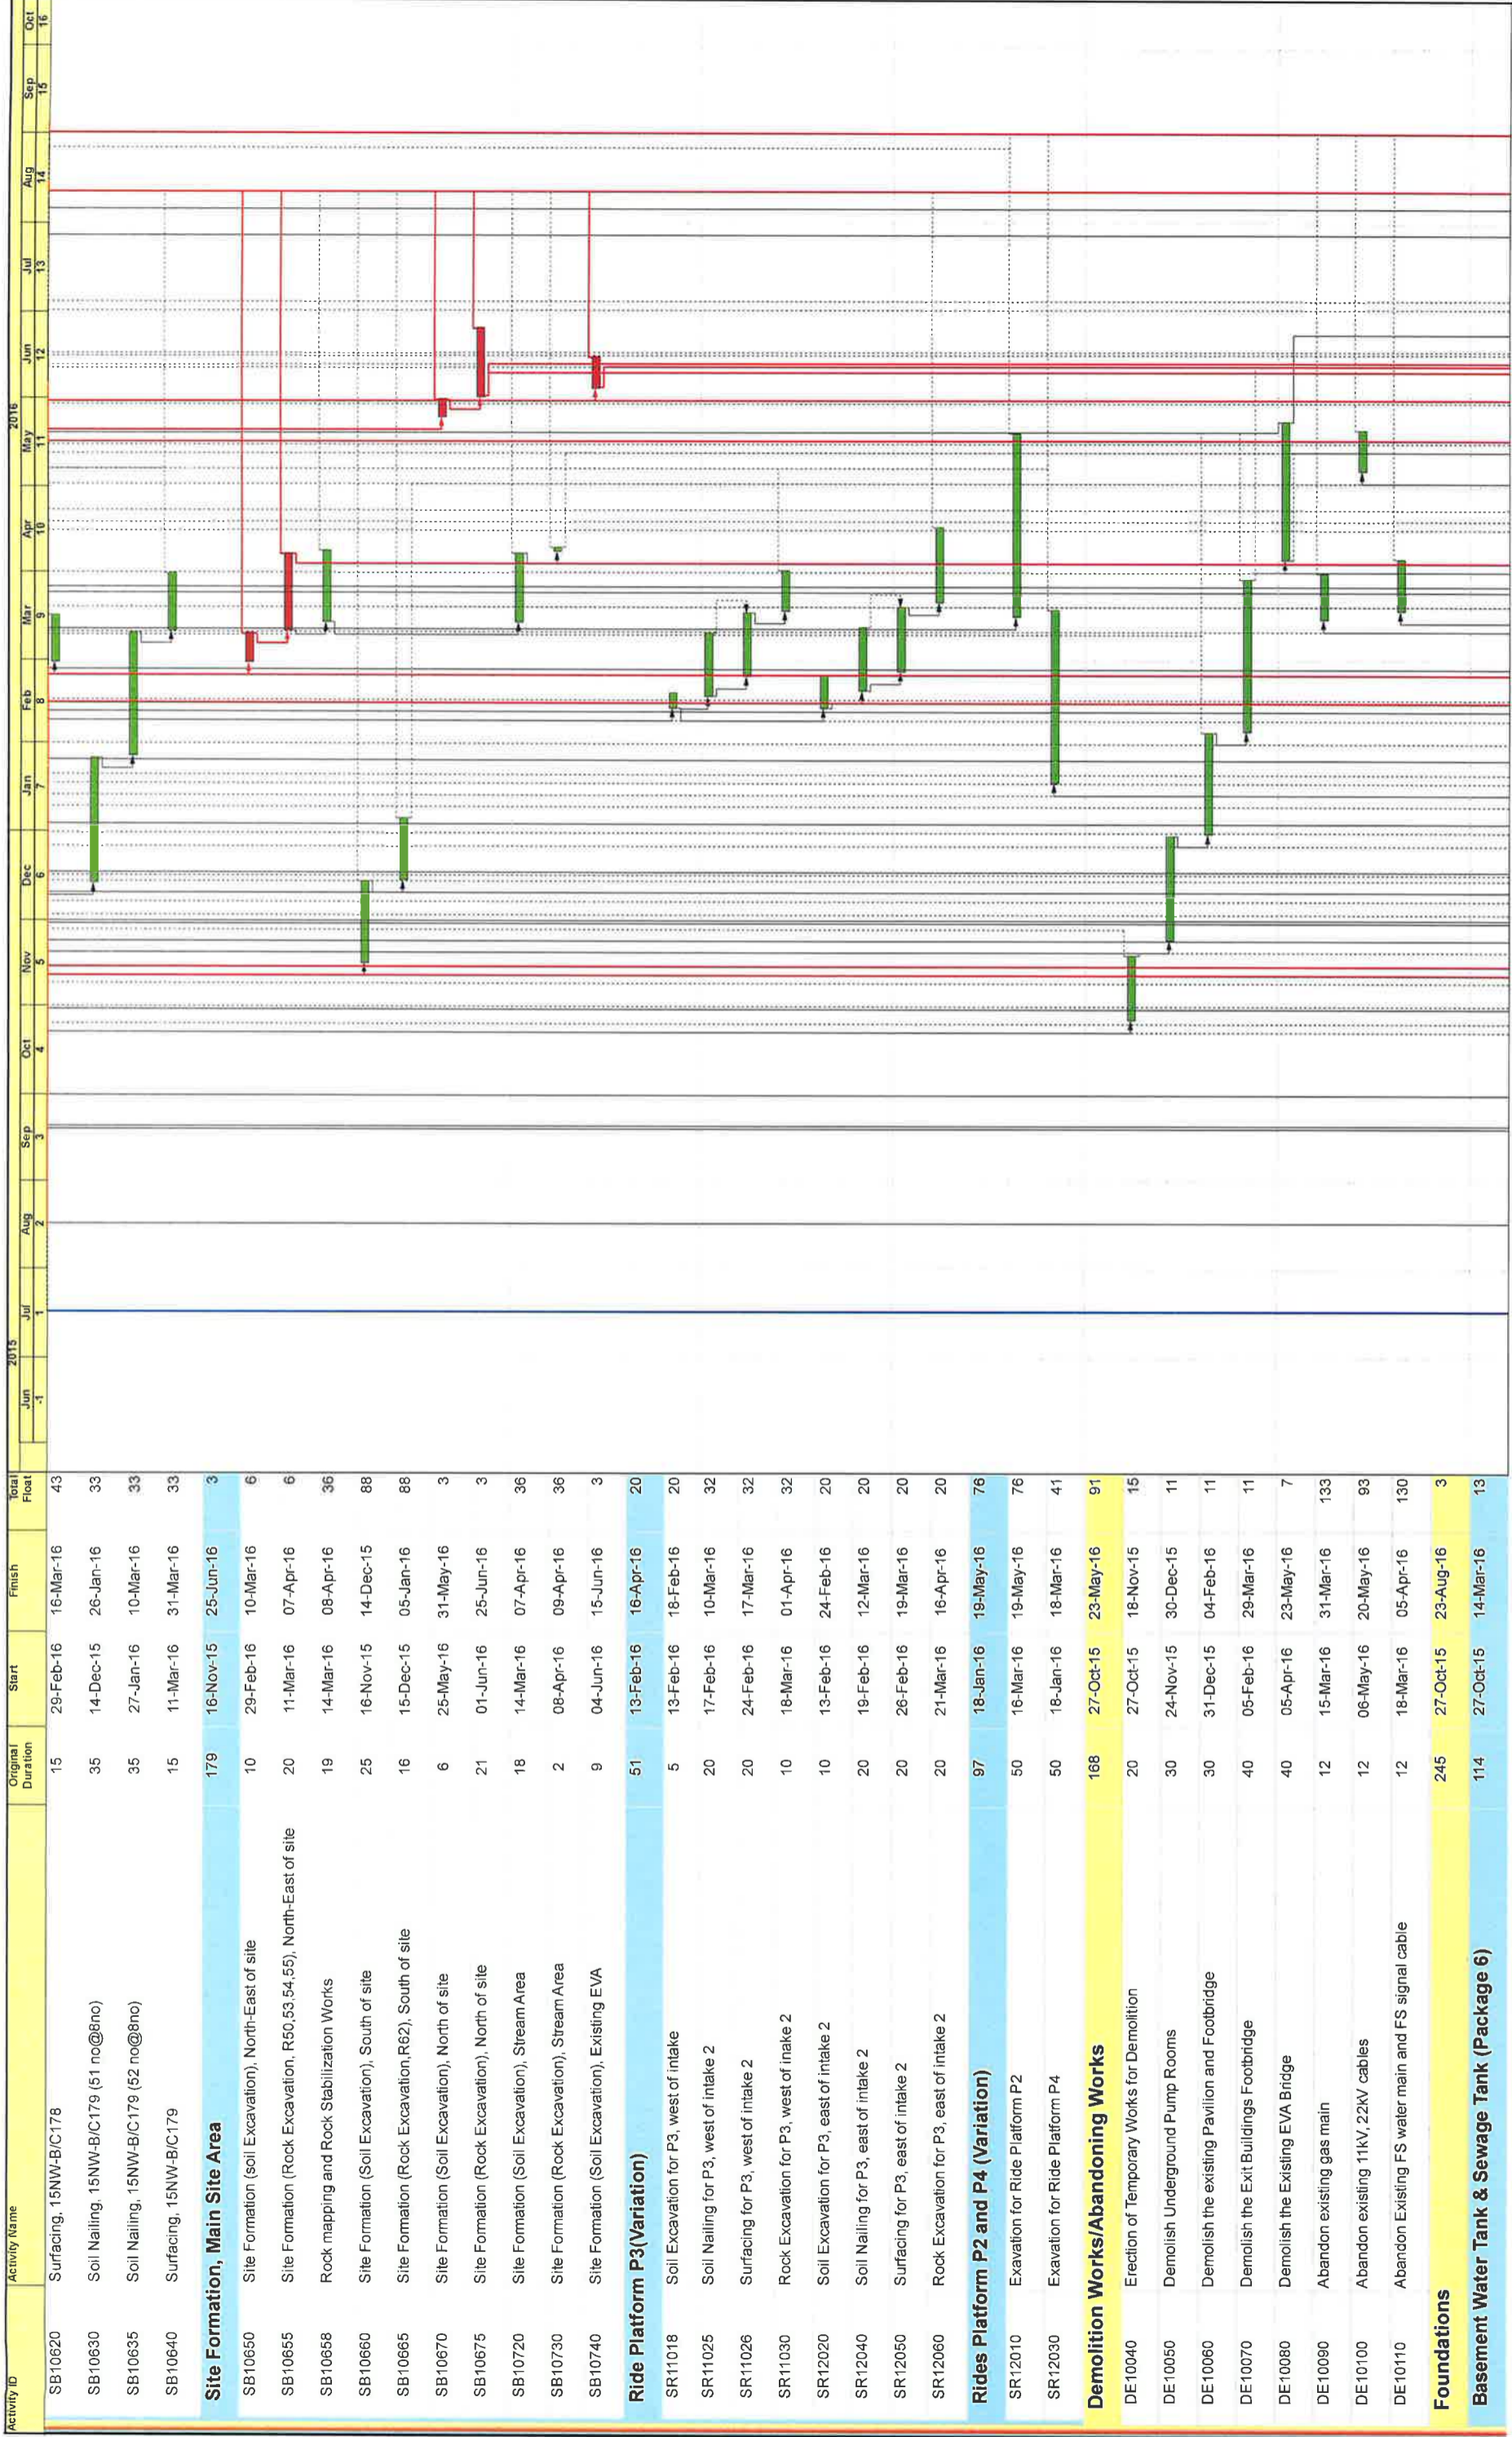 Activity ID Activity Name Original Duration Start Finish Total Float 2015 2016
Jun Jul Aug Sep Oct Nov Dec Jan Feb Mar Apr May Jun Jul Aug Sep Oct
-1 1 2 3 4 5 6 7 8 9 10 11 12 13 14 15 16
SB10620 Surfacing, 15NW-B/C178 15 29-Feb-16 16-Mar-16 43
SB10630 Soil Nailing, 15NW-B/C179 (51 no@8no) 35 14-Dec-15 26-Jan-16 33
SB10635 Soil Nailing, 15NW-B/C179 (52 no@8no) 35 27-Jan-16 10-Mar-16 33
SB10640 Surfacing, 15NW-B/C179 15 11-Mar-16 31-Mar-16 33
Site Formation, Main Site Area 179 16-Nov-15 25-Jun-16 3
SB10650 Site Formation (soil Excavation), North-East of site 10 29-Feb-16 10-Mar-16 6
SB10655 Site Formation (Rock Excavation, R50,53,54,55), North-East of site 20 11-Mar-16 07-Apr-16 6
SB10658 Rock mapping and Rock Stabilization Works 19 14-Mar-16 08-Apr-16 36
SB10660 Site Formation (Soil Excavation), South of site 25 16-Nov-15 14-Dec-15 88
SB10665 Site Formation (Rock Excavation,R62), South of site 16 15-Dec-15 05-Jan-16 88
SB10670 Site Formation (Soil Excavation), North of site 6 25-May-16 31-May-16 3
SB10675 Site Formation (Rock Excavation), North of site 21 01-Jun-16 25-Jun-16 3
SB10720 Site Formation (Soil Excavation), Stream Area 18 14-Mar-16 07-Apr-16 36
SB10730 Site Formation (Rock Excavation), Stream Area 2 08-Apr-16 09-Apr-16 36
SB10740 Site Formation (Soil Excavation), Existing EVA 9 04-Jun-16 15-Jun-16 3
Ride Platform P3(Variation) 51 13-Feb-16 16-Apr-16 20
SR11018 Soil Excavation for P3, west of intake 5 13-Feb-16 18-Feb-16 20
SR11025 Soil Nailing for P3, west of intake 2 20 17-Feb-16 10-Mar-16 32
SR11026 Surfacing for P3, west of intake 2 20 24-Feb-16 17-Mar-16 32
SR11030 Rock Excavation for P3, west of inake 2 10 18-Mar-16 01-Apr-16 32
SR12020 Soil Excavation for P3, east of intake 2 10 13-Feb-16 24-Feb-16 20
SR12040 Soil Nailing for P3, east of intake 2 20 19-Feb-16 12-Mar-16 20
SR12050 Surfacing for P3, east of intake 2 20 26-Feb-16 19-Mar-16 20
SR12060 Rock Excavation for P3, east of intake 2 20 21-Mar-16 16-Apr-16 20
Rides Platform P2 and P4 (Variation) 97 18-Jan-16 19-May-16 76
SR12010 Exavation for Ride Platform P2 50 16-Mar-16 19-May-16 76
SR12030 Exavation for Ride Platform P4 50 18-Jan-16 18-Mar-16 41
Demolition Works/Abandoning Works 168 27-Oct-15 23-May-16 91
DE10040 Erection of Temporary Works for Demolition 20 27-Oct-15 18-Nov-15 15
DE10050 Demolish Underground Pump Rooms 30 24-Nov-15 30-Dec-15 11
DE10060 Demolish the existing Pavilion and Footbridge 30 31-Dec-15 04-Feb-16 11
DE10070 Demolish the Exit Buildings Footbridge 40 05-Feb-16 29-Mar-16 11
DE10080 Demolish the Existing EVA Bridge 40 05-Apr-16 23-May-16 7
DE10090 Abandon existing gas main 12 15-Mar-16 31-Mar-16 133
DE10100 Abandon existing 11kV, 22kV cables 12 06-May-16 20-May-16 93
DE10110 Abandon Existing FS water main and FS signal cable 12 18-Mar-16 05-Apr-16 130
Foundations 245 27-Oct-15 23-Aug-16 3
Basement Water Tank & Sewage Tank (Package 6) 114 27-Oct-15 14-Mar-16 13